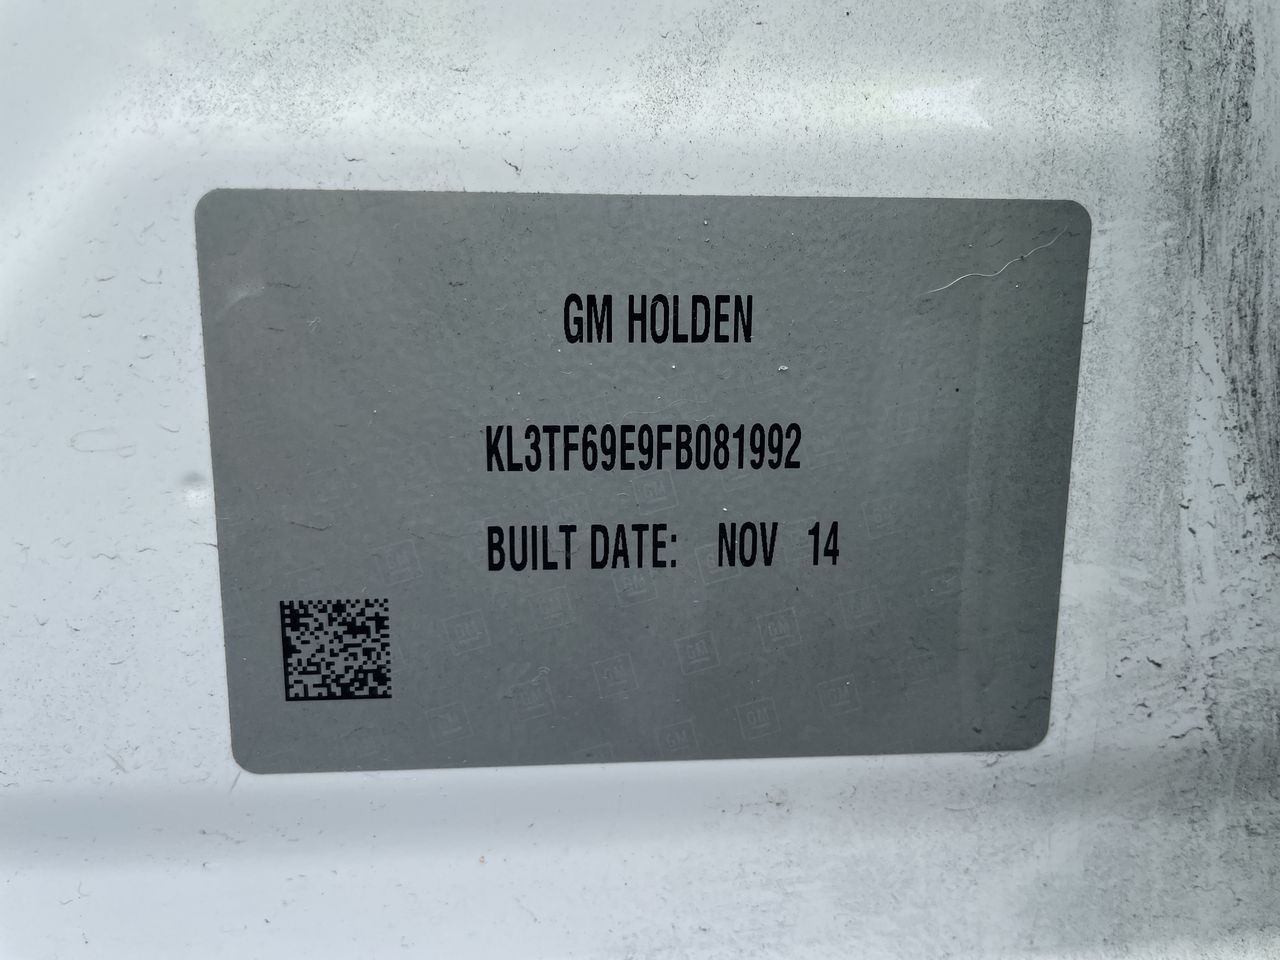 GM HOLDEN
KL3TF69E9FB081992
BUILT DATE: NOV 14